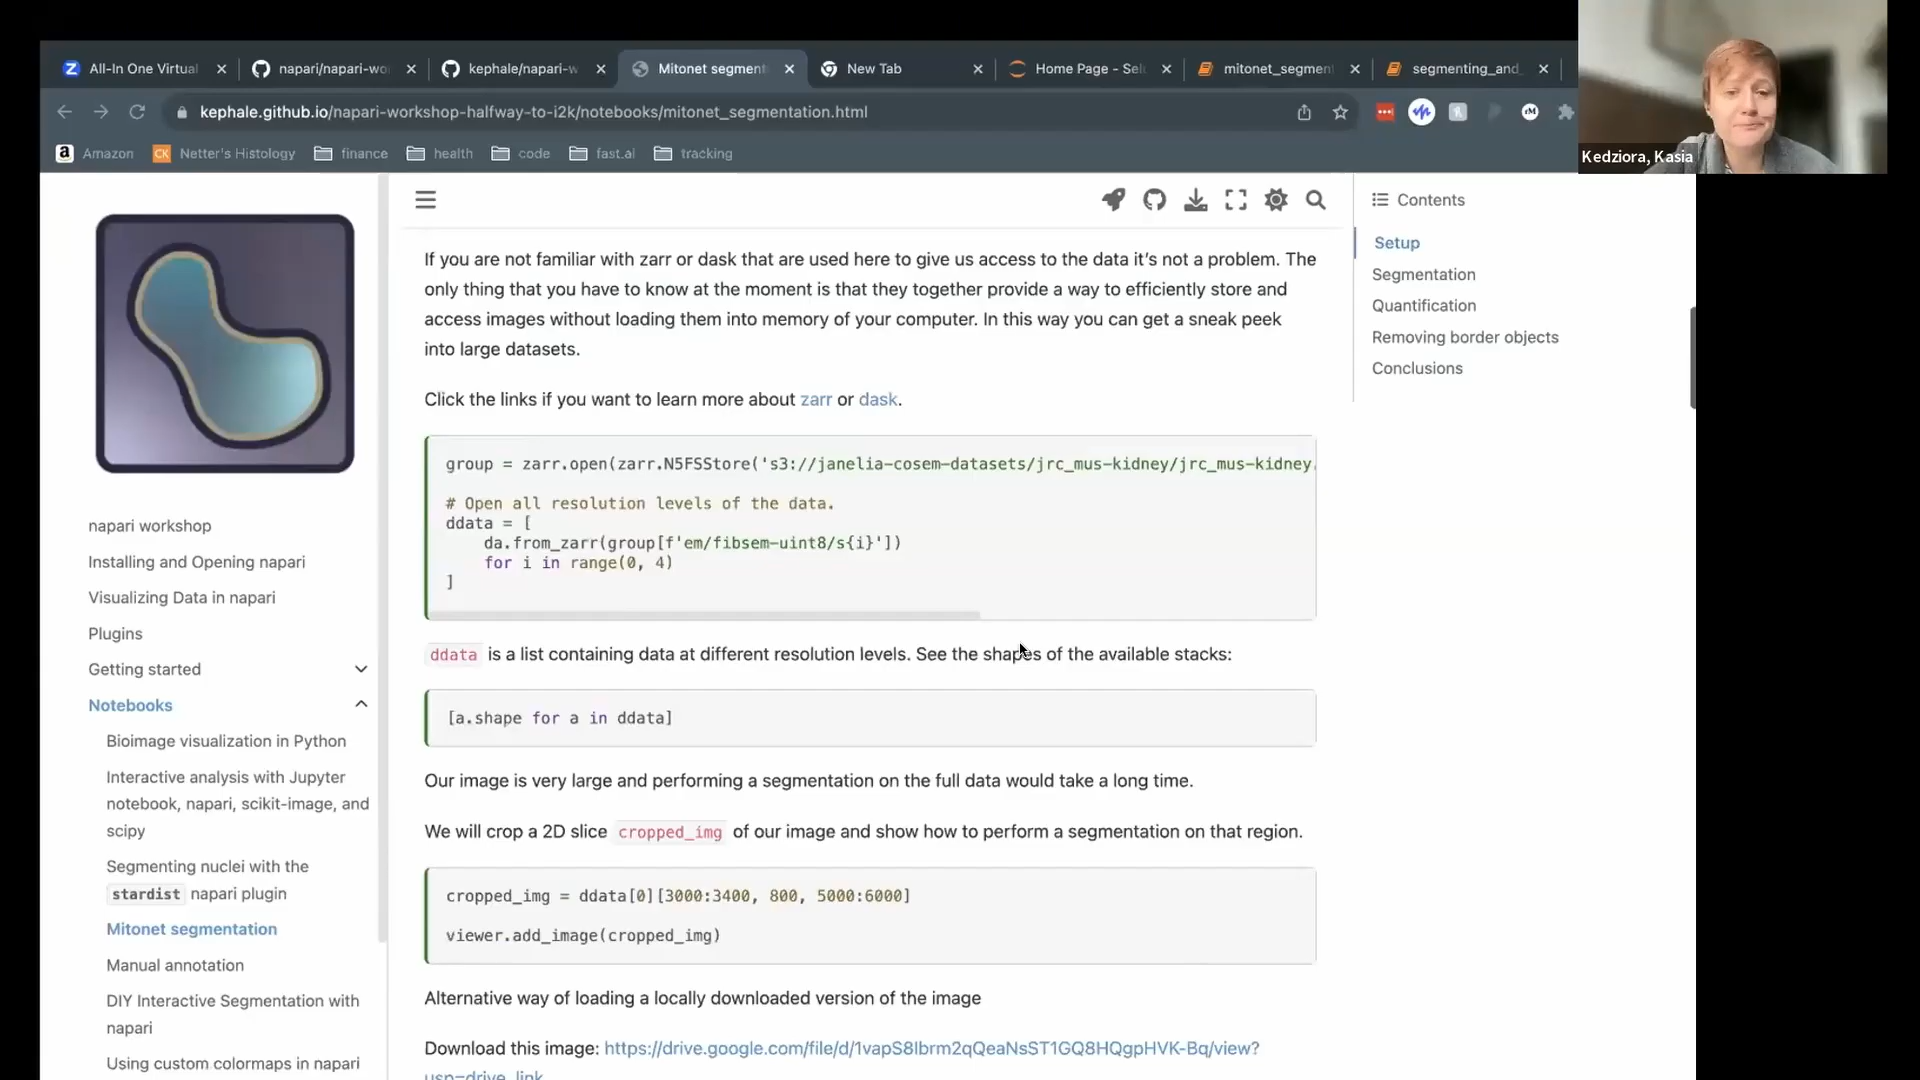 All-In One Virtual
napari/napari-wo
kephale/napari-w
Mitonet segment
New Tab
Home Page - Sel
mitonet_segmen
segmenting_and_
kephale.github.io/napari-workshop-halfway-to-i2k/notebooks/mitonet_segmentation.html
Amazon
CK Netter's Histology
finance
health
code
fast.ai
tracking
Kedziora, Kasia
napari workshop
Installing and Opening napari
Visualizing Data in napari
Plugins
Getting started
Notebooks
Bioimage visualization in Python
Interactive analysis with Jupyter
notebook, napari, scikit-image, and
scipy
Segmenting nuclei with the
stardist napari plugin
Mitonet segmentation
Manual annotation
DIY Interactive Segmentation with
napari
Using custom colormaps in napari
If you are not familiar with zarr or dask that are used here to give us access to the data it's not a problem. The
only thing that you have to know at the moment is that they together provide a way to efficiently store and
access images without loading them into memory of your computer. In this way you can get a sneak peek
into large datasets.
Click the links if you want to learn more about zarr or dask.
group = zarr.open(zarr.N5FSStore('s3://janelia-cosem-datasets/jrc_mus-kidney/jrc_mus-kidney.
# Open all resolution levels of the data.
ddata = [
da.from_zarr(group[f'em/fibsem-uint8/s{i}'])
for i in range(0, 4)
]
ddata is a list containing data at different resolution levels. See the shapes of the available stacks:
[a.shape for a in ddata]
Our image is very large and performing a segmentation on the full data would take a long time.
We will crop a 2D slice cropped_img of our image and show how to perform a segmentation on that region.
cropped_img = ddata[0][3000:3400, 800, 5000:6000]
viewer.add_image(cropped_img)
Alternative way of loading a locally downloaded version of the image
Download this image: https://drive.google.com/file/d/1vapS8lbrm2qQeaNsST1GQ8HQgpHVK-Bq/view?
usp=drive_link
Contents
Setup
Segmentation
Quantification
Removing border objects
Conclusions